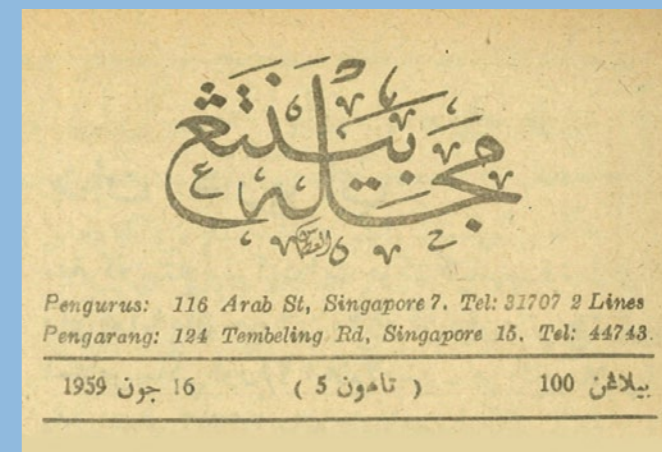 مجله بينتڠ
Pengurus: 116 Arab St, Singapore 7. Tel: 31707 2 Lines
Pengarang: 124 Tembeling Rd, Singapore 15. Tel: 44743.
بيلاڠن 100 ( تاهون 5 ) 16 جون 1959